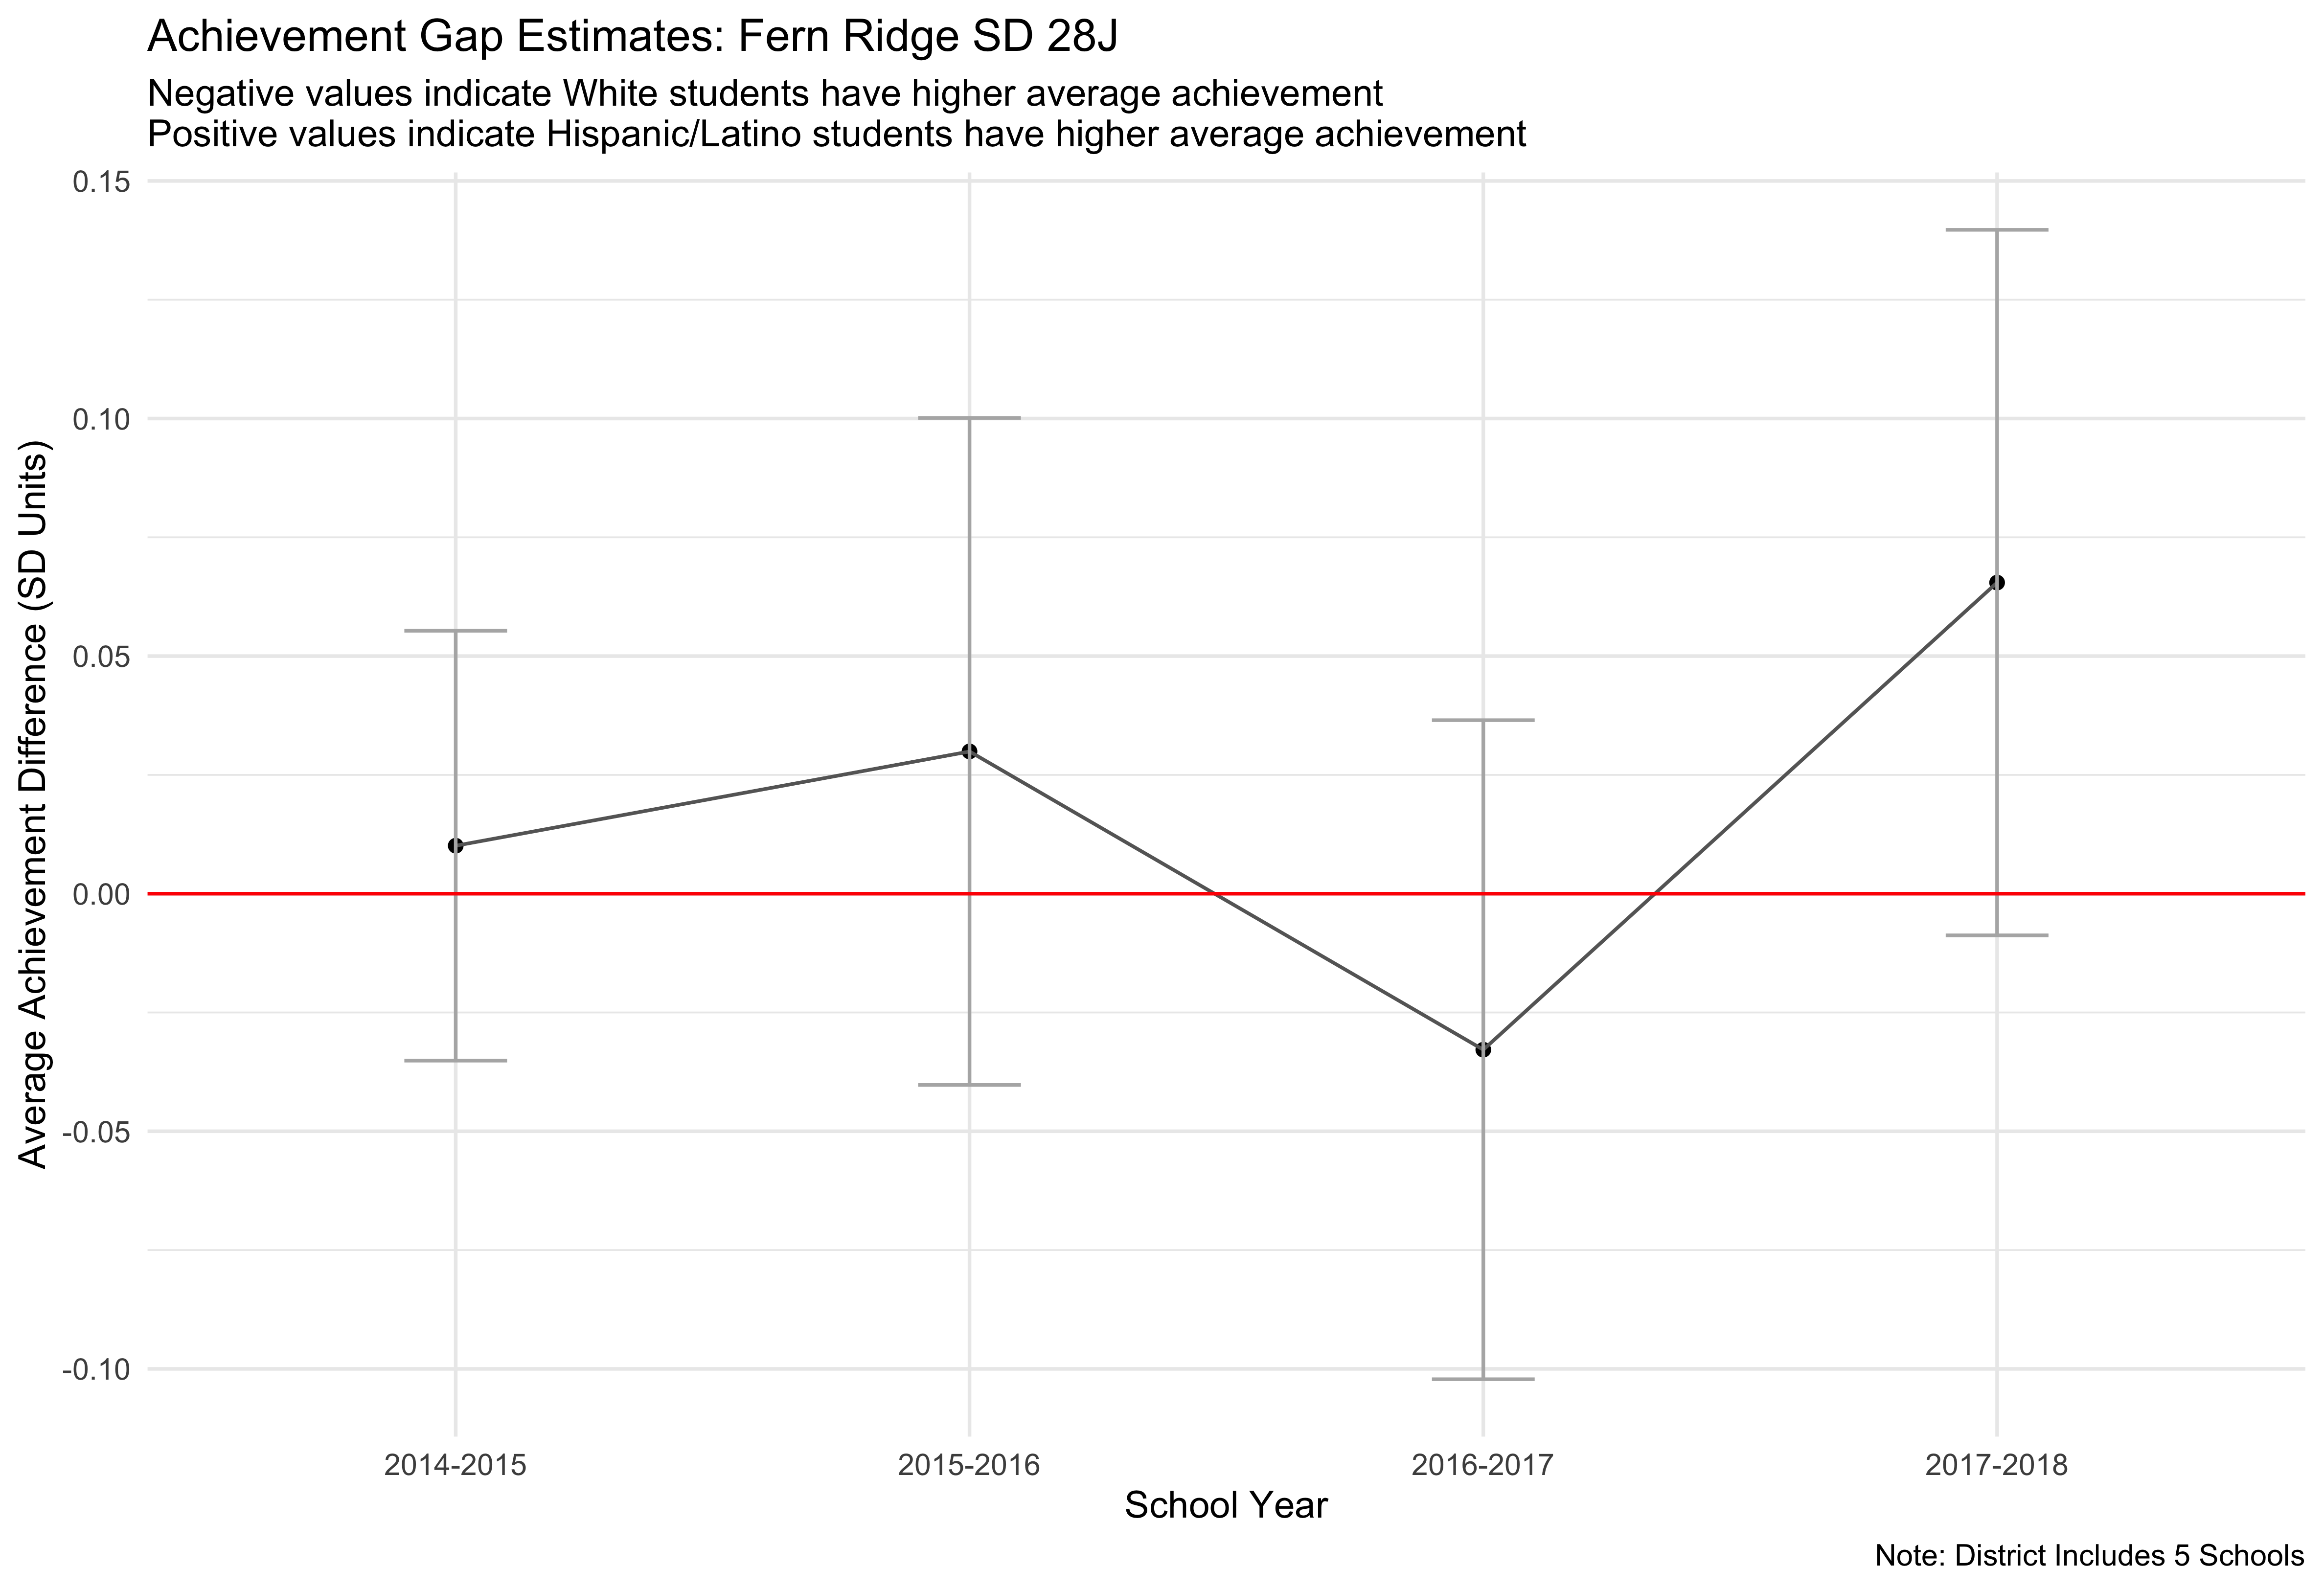 Achievement Gap Estimates: Fern Ridge SD 28J
Negative values indicate White students have higher average achievement
Positive values indicate Hispanic/Latino students have higher average achievement
Average Achievement Difference (SD Units)
0.15
0.10
0.05
0.00
-0.05
-0.10
2014-2015
2015-2016
2016-2017
2017-2018
School Year
Note: District Includes 5 Schools